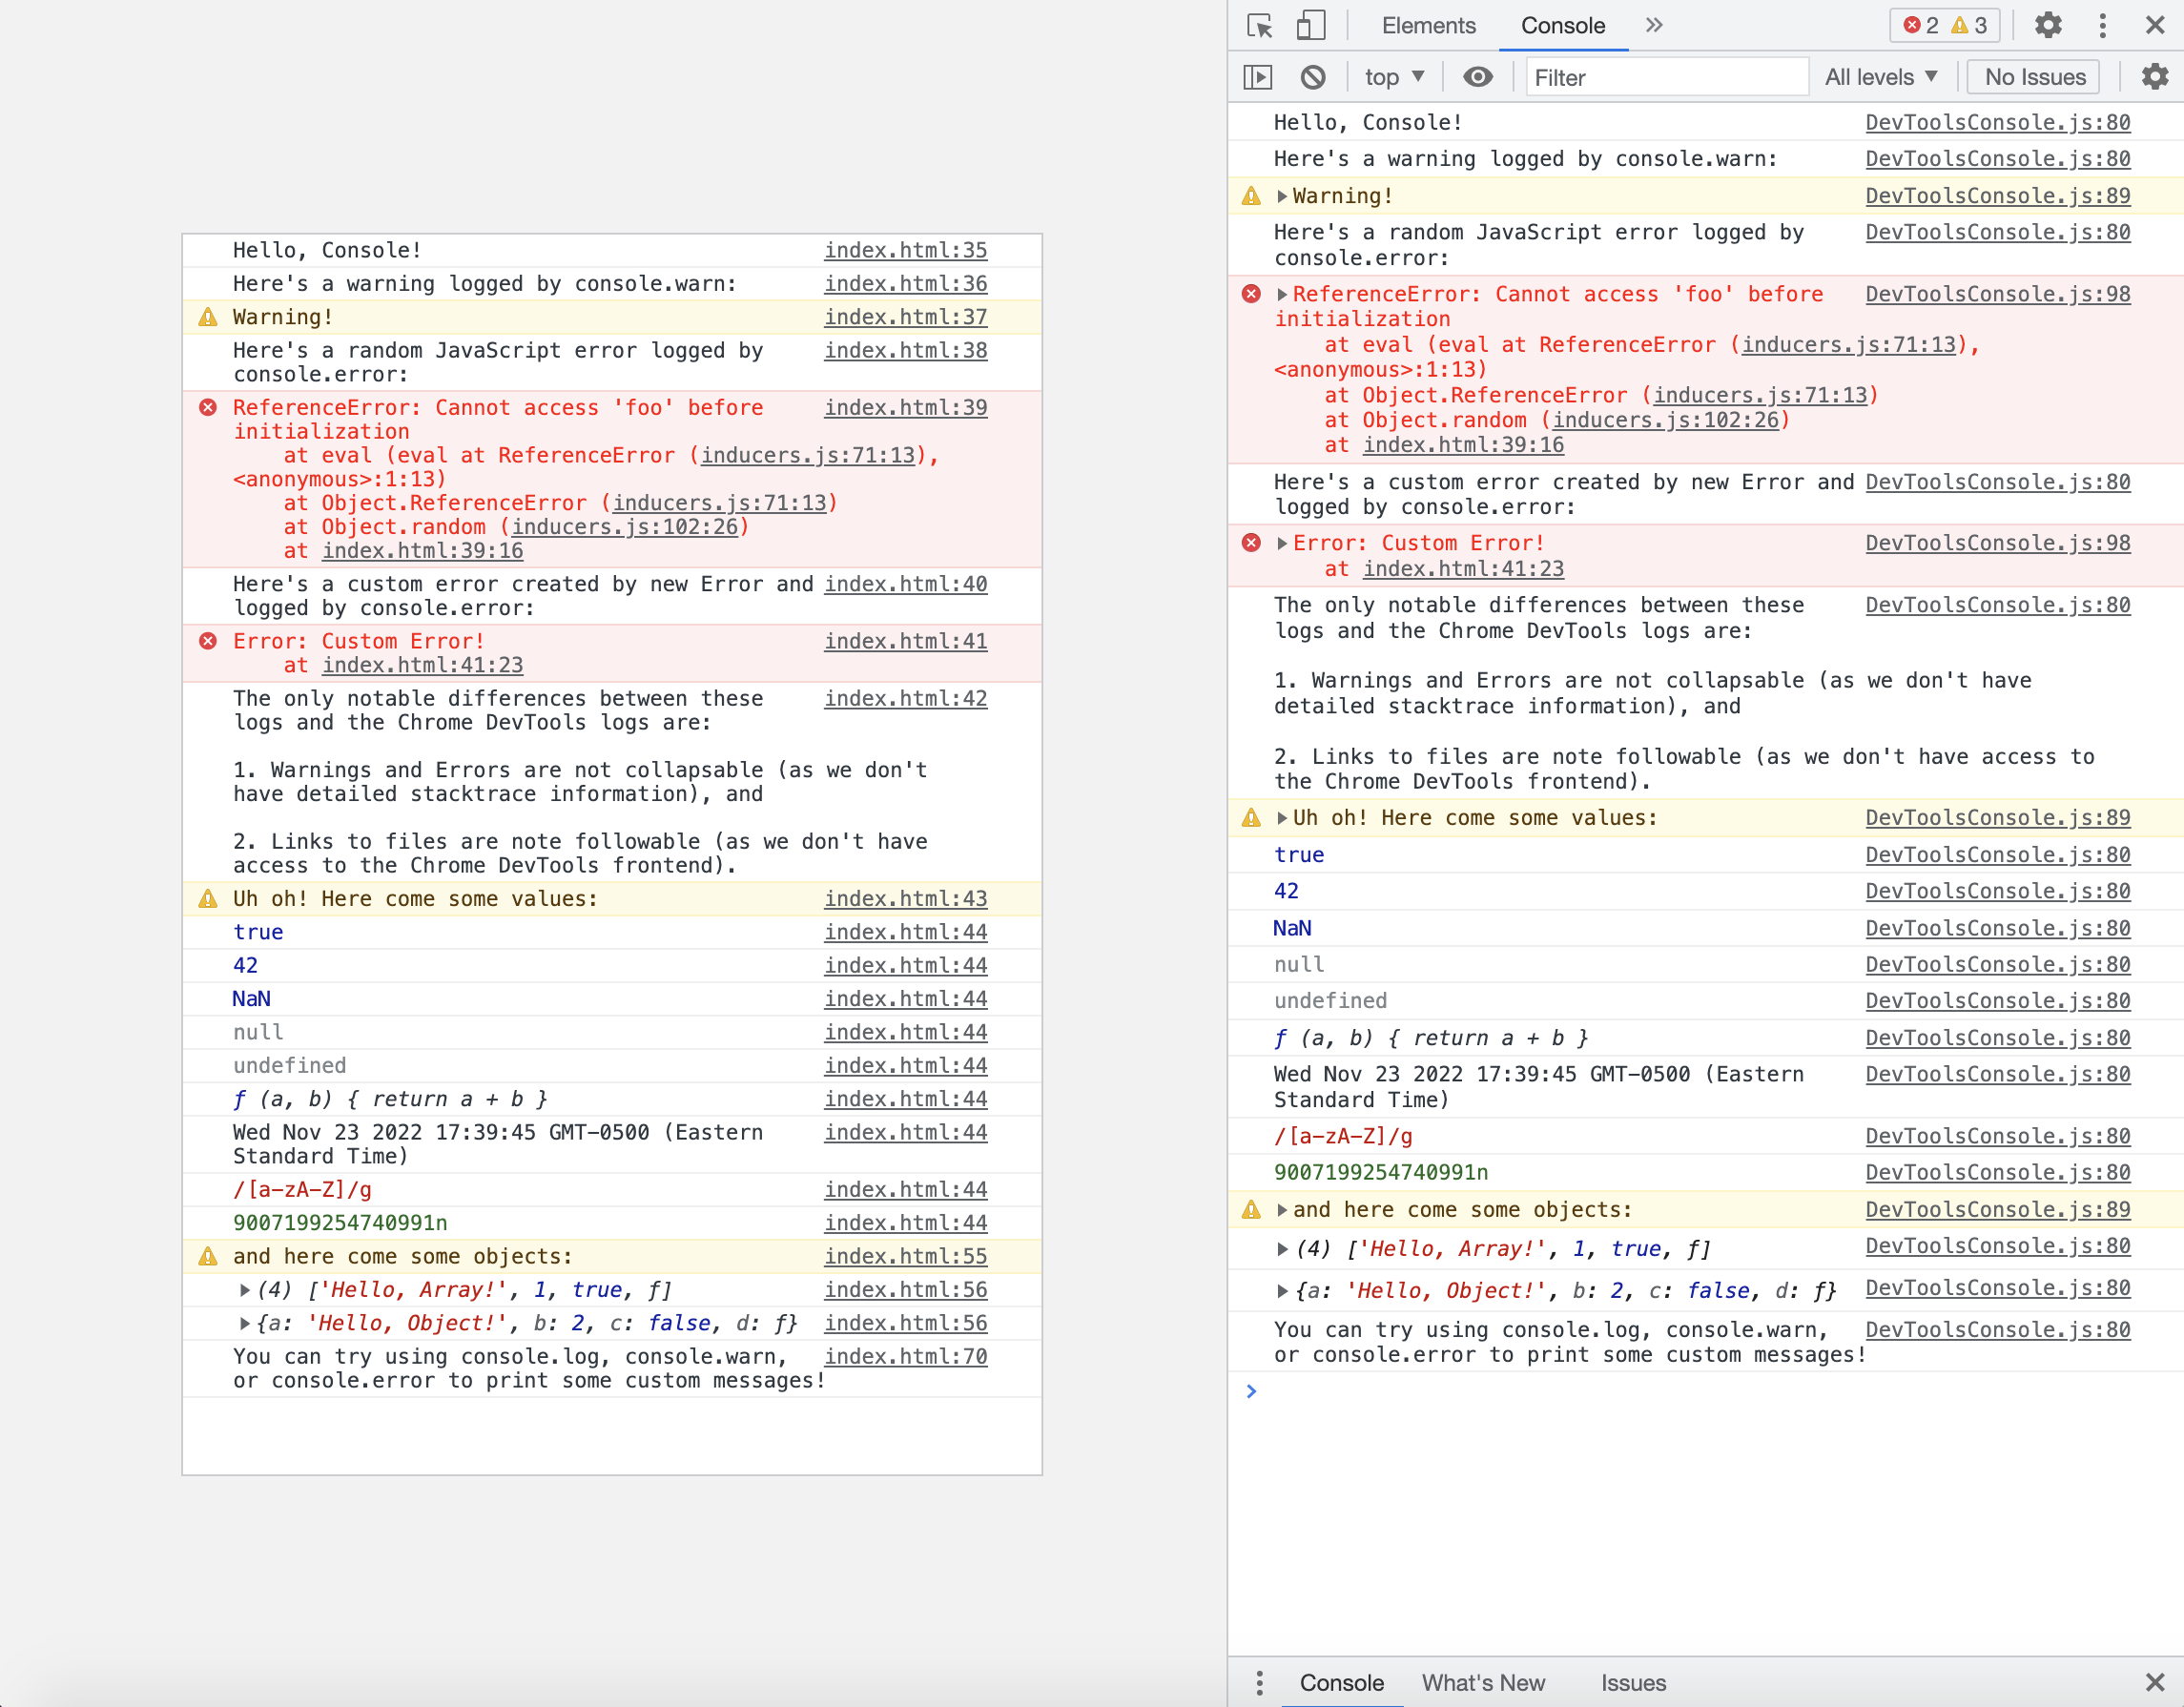 Hello, Console! index.html:35
Here's a warning logged by console.warn: index.html:36
Warning! index.html:37
Here's a random JavaScript error logged by index.html:38
console.error:
ReferenceError: Cannot access 'foo' before index.html:39
initialization
at eval (eval at ReferenceError (inducers.js:71:13),
<anonymous>:1:13)
at Object.ReferenceError (inducers.js:71:13)
at Object.random (inducers.js:102:26)
at index.html:39:16
Here's a custom error created by new Error and index.html:40
logged by console.error:
Error: Custom Error! index.html:41
at index.html:41:23
The only notable differences between these index.html:42
logs and the Chrome DevTools logs are:
1. Warnings and Errors are not collapsable (as we don't
have detailed stacktrace information), and
2. Links to files are note followable (as we don't have
access to the Chrome DevTools frontend).
Uh oh! Here come some values: index.html:43
true index.html:44
42 index.html:44
NaN index.html:44
null index.html:44
undefined index.html:44
ƒ (a, b) { return a + b } index.html:44
Wed Nov 23 2022 17:39:45 GMT-0500 (Eastern index.html:44
Standard Time)
/[a-zA-Z]/g index.html:44
9007199254740991n index.html:44
and here come some objects: index.html:55
(4) ['Hello, Array!', 1, true, ƒ] index.html:56
{a: 'Hello, Object!', b: 2, c: false, d: ƒ} index.html:56
You can try using console.log, console.warn, index.html:70
or console.error to print some custom messages!
Elements Console 2 3
top Filter All levels No Issues
Hello, Console! DevToolsConsole.js:80
Here's a warning logged by console.warn: DevToolsConsole.js:80
Warning! DevToolsConsole.js:89
Here's a random JavaScript error logged by DevToolsConsole.js:80
console.error:
ReferenceError: Cannot access 'foo' before DevToolsConsole.js:98
initialization
at eval (eval at ReferenceError (inducers.js:71:13),
<anonymous>:1:13)
at Object.ReferenceError (inducers.js:71:13)
at Object.random (inducers.js:102:26)
at index.html:39:16
Here's a custom error created by new Error and DevToolsConsole.js:80
logged by console.error:
Error: Custom Error! DevToolsConsole.js:98
at index.html:41:23
The only notable differences between these DevToolsConsole.js:80
logs and the Chrome DevTools logs are:
1. Warnings and Errors are not collapsable (as we don't have
detailed stacktrace information), and
2. Links to files are note followable (as we don't have access to
the Chrome DevTools frontend).
Uh oh! Here come some values: DevToolsConsole.js:89
true DevToolsConsole.js:80
42 DevToolsConsole.js:80
NaN DevToolsConsole.js:80
null DevToolsConsole.js:80
undefined DevToolsConsole.js:80
ƒ (a, b) { return a + b } DevToolsConsole.js:80
Wed Nov 23 2022 17:39:45 GMT-0500 (Eastern DevToolsConsole.js:80
Standard Time)
/[a-zA-Z]/g DevToolsConsole.js:80
9007199254740991n DevToolsConsole.js:80
and here come some objects: DevToolsConsole.js:89
(4) ['Hello, Array!', 1, true, ƒ] DevToolsConsole.js:80
{a: 'Hello, Object!', b: 2, c: false, d: ƒ} DevToolsConsole.js:80
You can try using console.log, console.warn, DevToolsConsole.js:80
or console.error to print some custom messages!
Console What's New Issues